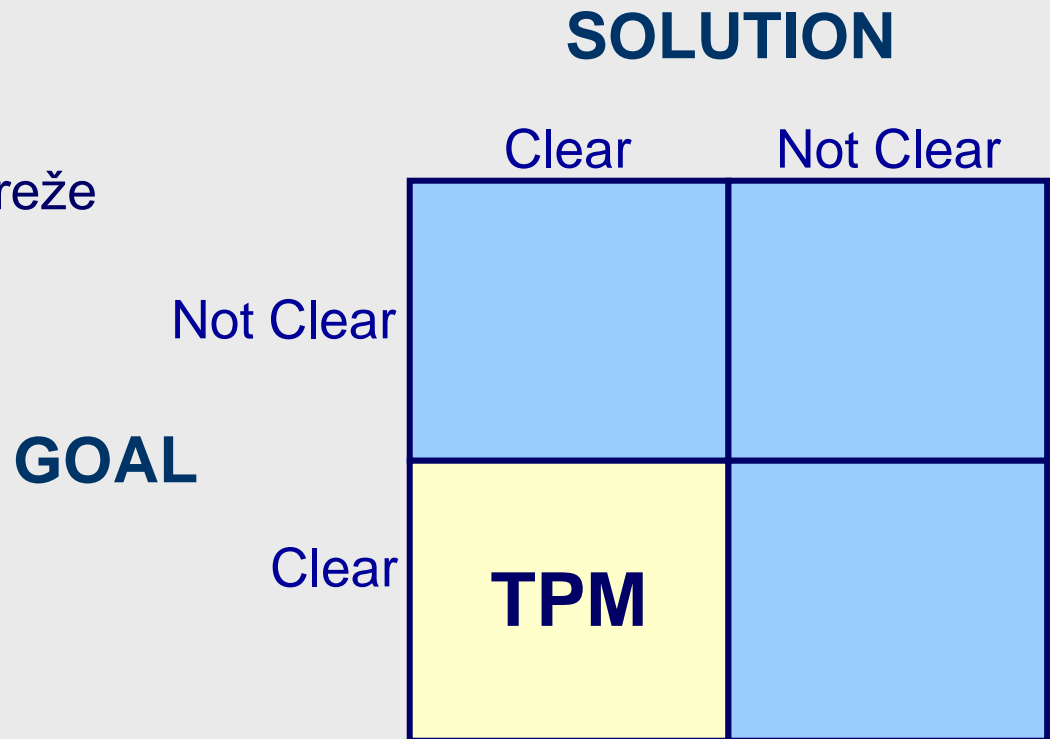 SOLUTION
Clear Not Clear
reže
Not Clear
GOAL
Clear
TPM